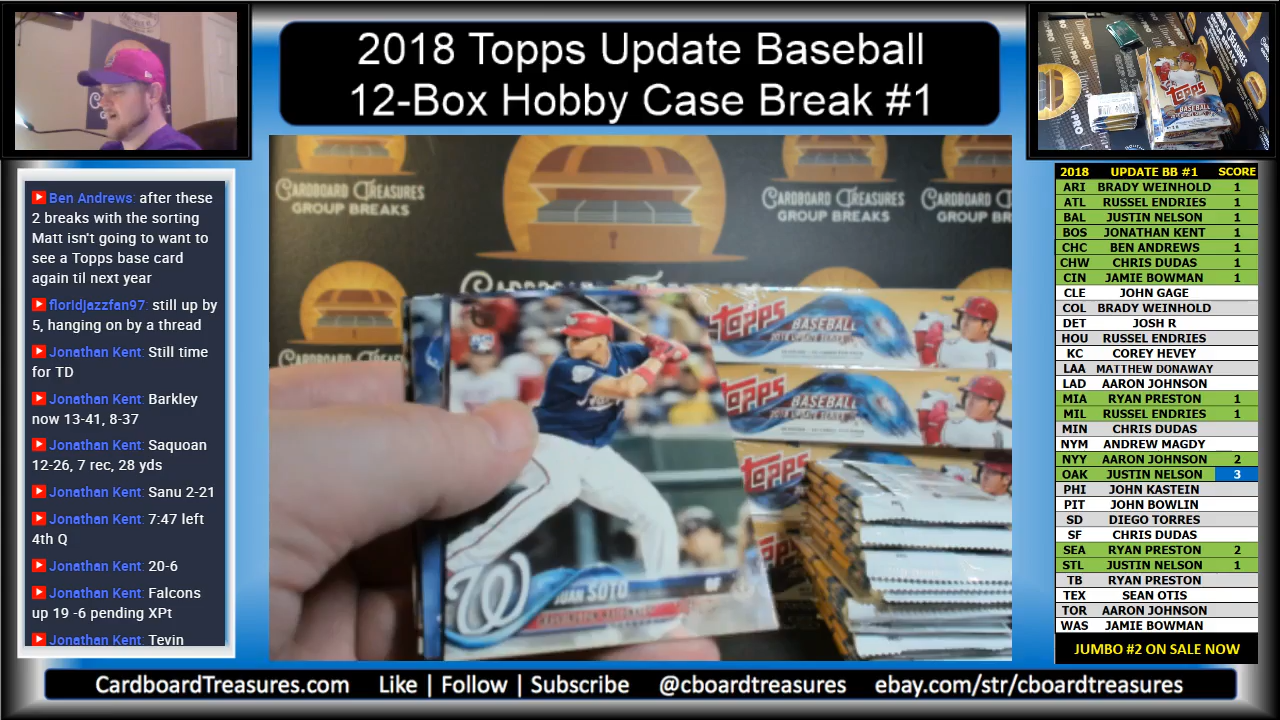 2018 Topps Update Baseball
12-Box Hobby Case Break #1
Ben Andrews: after these
2 breaks with the sorting
Matt isn't going to want to
see a Topps base card
again til next year
floridjazzfan97: still up by
5, hanging on by a thread
Jonathan Kent: Still time
for TD
Jonathan Kent: Barkley
now 13-41, 8-37
Jonathan Kent: Saquoan
12-26, 7 rec, 28 yds
Jonathan Kent: Sanu 2-21
Jonathan Kent: 7:47 left
4th Q
Jonathan Kent: 20-6
Jonathan Kent: Falcons
up 19 -6 pending XPt
Jonathan Kent: Tevin
CARDBOARD TREASURES
GROUP BREAKS
CARDBOARD TREASURES
GROUP BREAKS
CARDBOARD
GROUP
Topps
BASEBALL
2018 UPDATE SERIES
Topps
BASEBALL
2018 UPDATE SERIES
Topps
BASEBALL
Topps
JUAN SOTO
Topps
BASEBALL
2018 UPDATE BB #1 SCORE
ARI BRADY WEINHOLD 1
ATL RUSSEL ENDRIES 1
BAL JUSTIN NELSON 1
BOS JONATHAN KENT 1
CHC BEN ANDREWS 1
CHW CHRIS DUDAS 1
CIN JAMIE BOWMAN 1
CLE JOHN GAGE
COL BRADY WEINHOLD
DET JOSH R
HOU RUSSEL ENDRIES
KC COREY HEVEY
LAA MATTHEW DONAWAY
LAD AARON JOHNSON
MIA RYAN PRESTON 1
MIL RUSSEL ENDRIES 1
MIN CHRIS DUDAS
NYM ANDREW MAGDY
NYY AARON JOHNSON 2
OAK JUSTIN NELSON 3
PHI JOHN KASTEIN
PIT JOHN BOWLIN
SD DIEGO TORRES
SF CHRIS DUDAS
SEA RYAN PRESTON 2
STL JUSTIN NELSON 1
TB RYAN PRESTON
TEX SEAN OTIS
TOR AARON JOHNSON
WAS JAMIE BOWMAN
JUMBO #2 ON SALE NOW
CardboardTreasures.com Like | Follow | Subscribe @cboardtreasures ebay.com/str/cboardtreasures